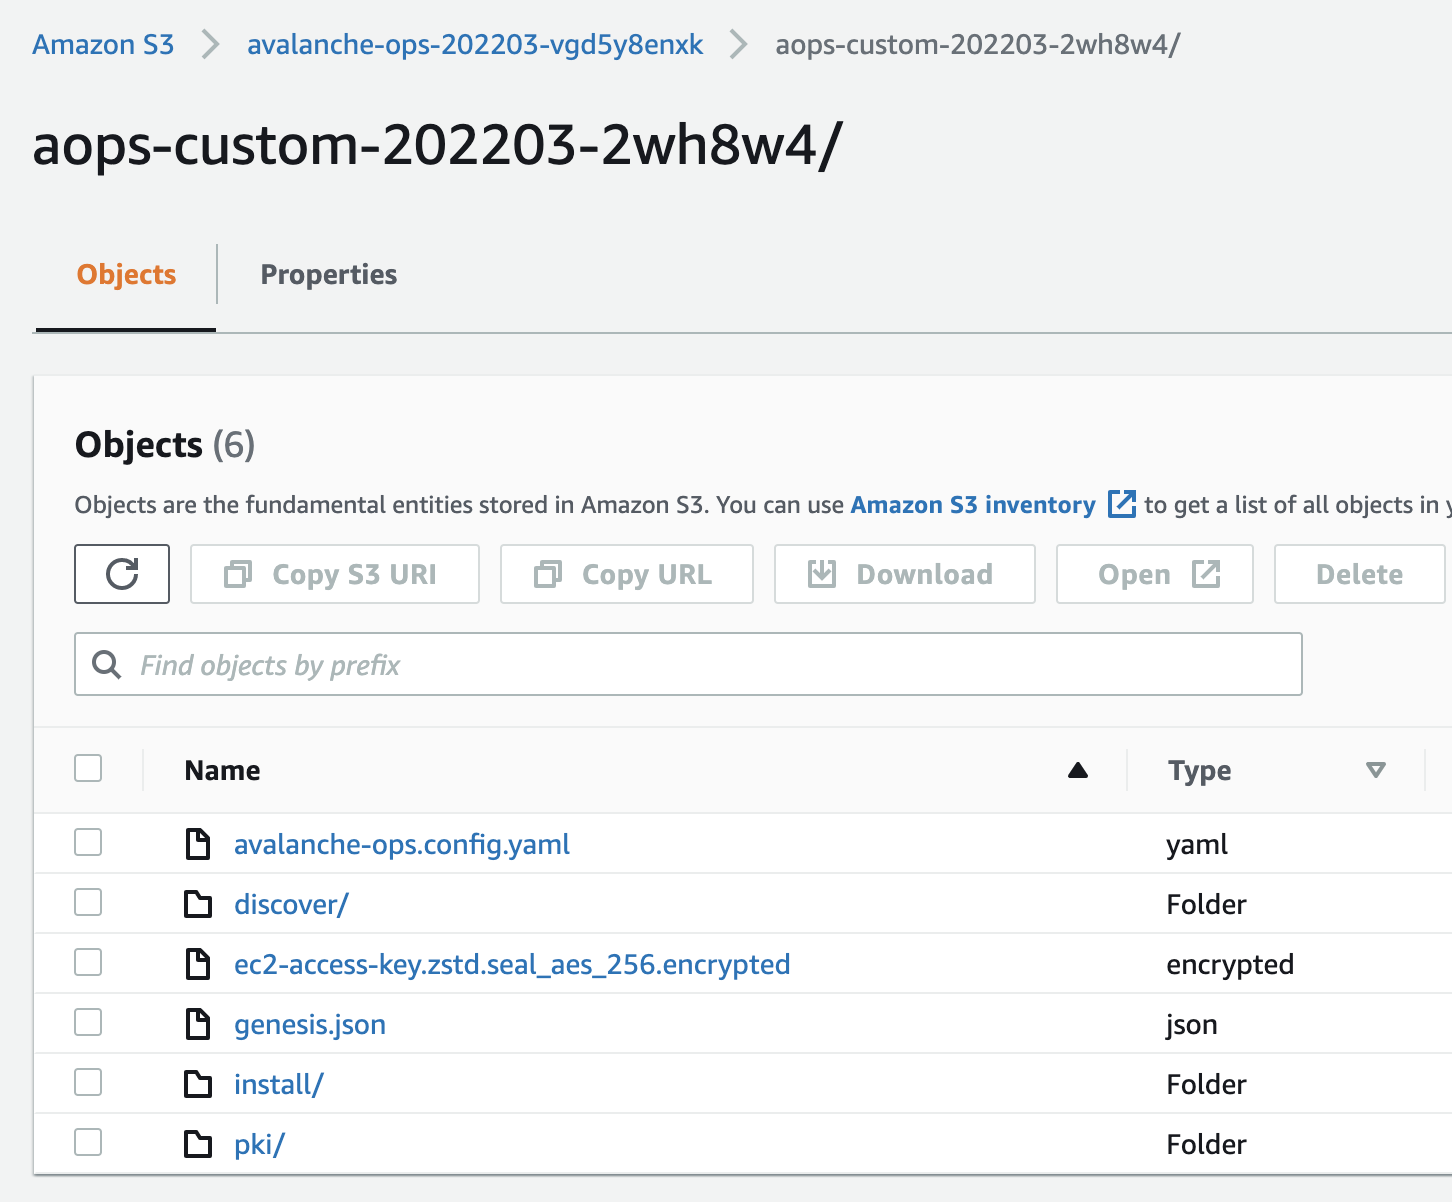 Amazon S3 avalanche-ops-202203-vgd5y8enxk aops-custom-202203-2wh8w4/
aops-custom-202203-2wh8w4/
Objects Properties
Objects (6)
Objects are the fundamental entities stored in Amazon S3. You can use Amazon S3 inventory to get a list of all objects in
Copy S3 URI Copy URL Download Open Delete
Find objects by prefix
Name Type
avalanche-ops.config.yaml yaml
discover/ Folder
ec2-access-key.zstd.seal_aes_256.encrypted encrypted
genesis.json json
install/ Folder
pki/ Folder